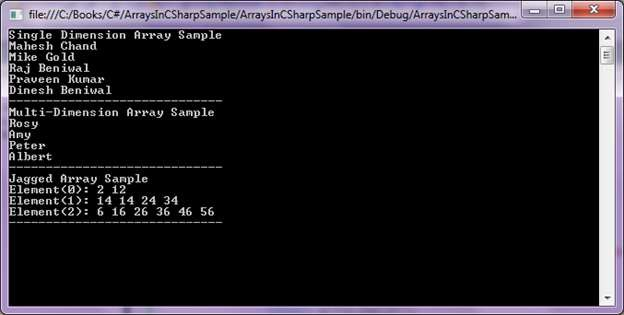 file:///C:/Books/C#/ArraysInCSharpSample/ArraysInCSharpSample/bin/Debug/ArraysInCSharpSam...
Single Dimension Array Sample
Mahesh Chand
Mike Gold
Raj Beniwal
Praveen Kumar
Dinesh Beniwal
-----------------------------
Multi-Dimension Array Sample
Rosy
Amy
Peter
Albert
-----------------------------
Jagged Array Sample
Element(0): 2 12
Element(1): 14 14 24 34
Element(2): 6 16 26 36 46 56
-----------------------------